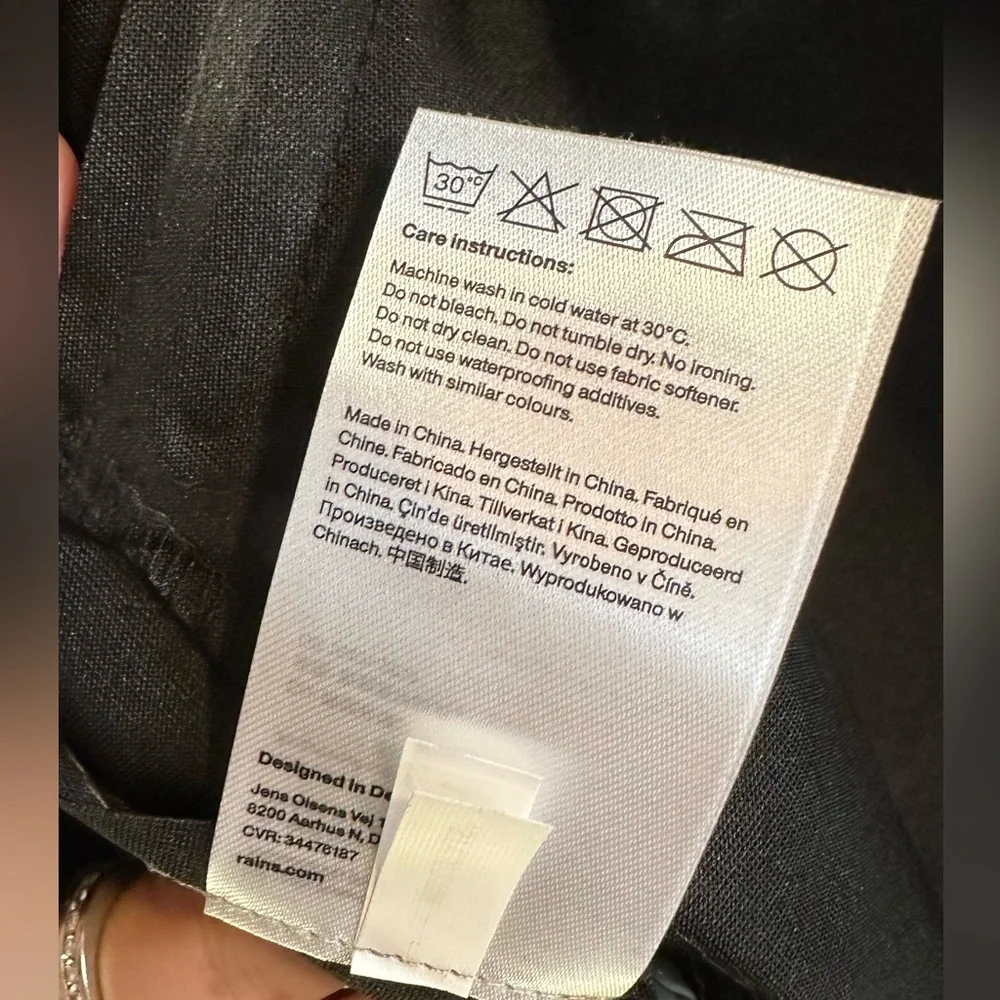 30°C
Care instructions:
Machine wash in cold water at 30°C.
Do not bleach. Do not tumble dry. No ironing.
Do not dry clean. Do not use fabric softener.
Do not use waterproofing additives.
Wash with similar colours.
Made in China. Hergestellt in China. Fabriqué en
Chine. Fabricado en China. Prodotto in China.
Produceret i Kina. Tillverkat i Kina. Geproduceerd
in China. Çin'de üretilmiştir. Vyrobeno v Číně.
Произведено в Китае. Wyprodukowano w
Chinach. 中国制造.
Designed in
Jens Olsens Vej
8200 Aarhus N,
CVR: 34476187
rains.com